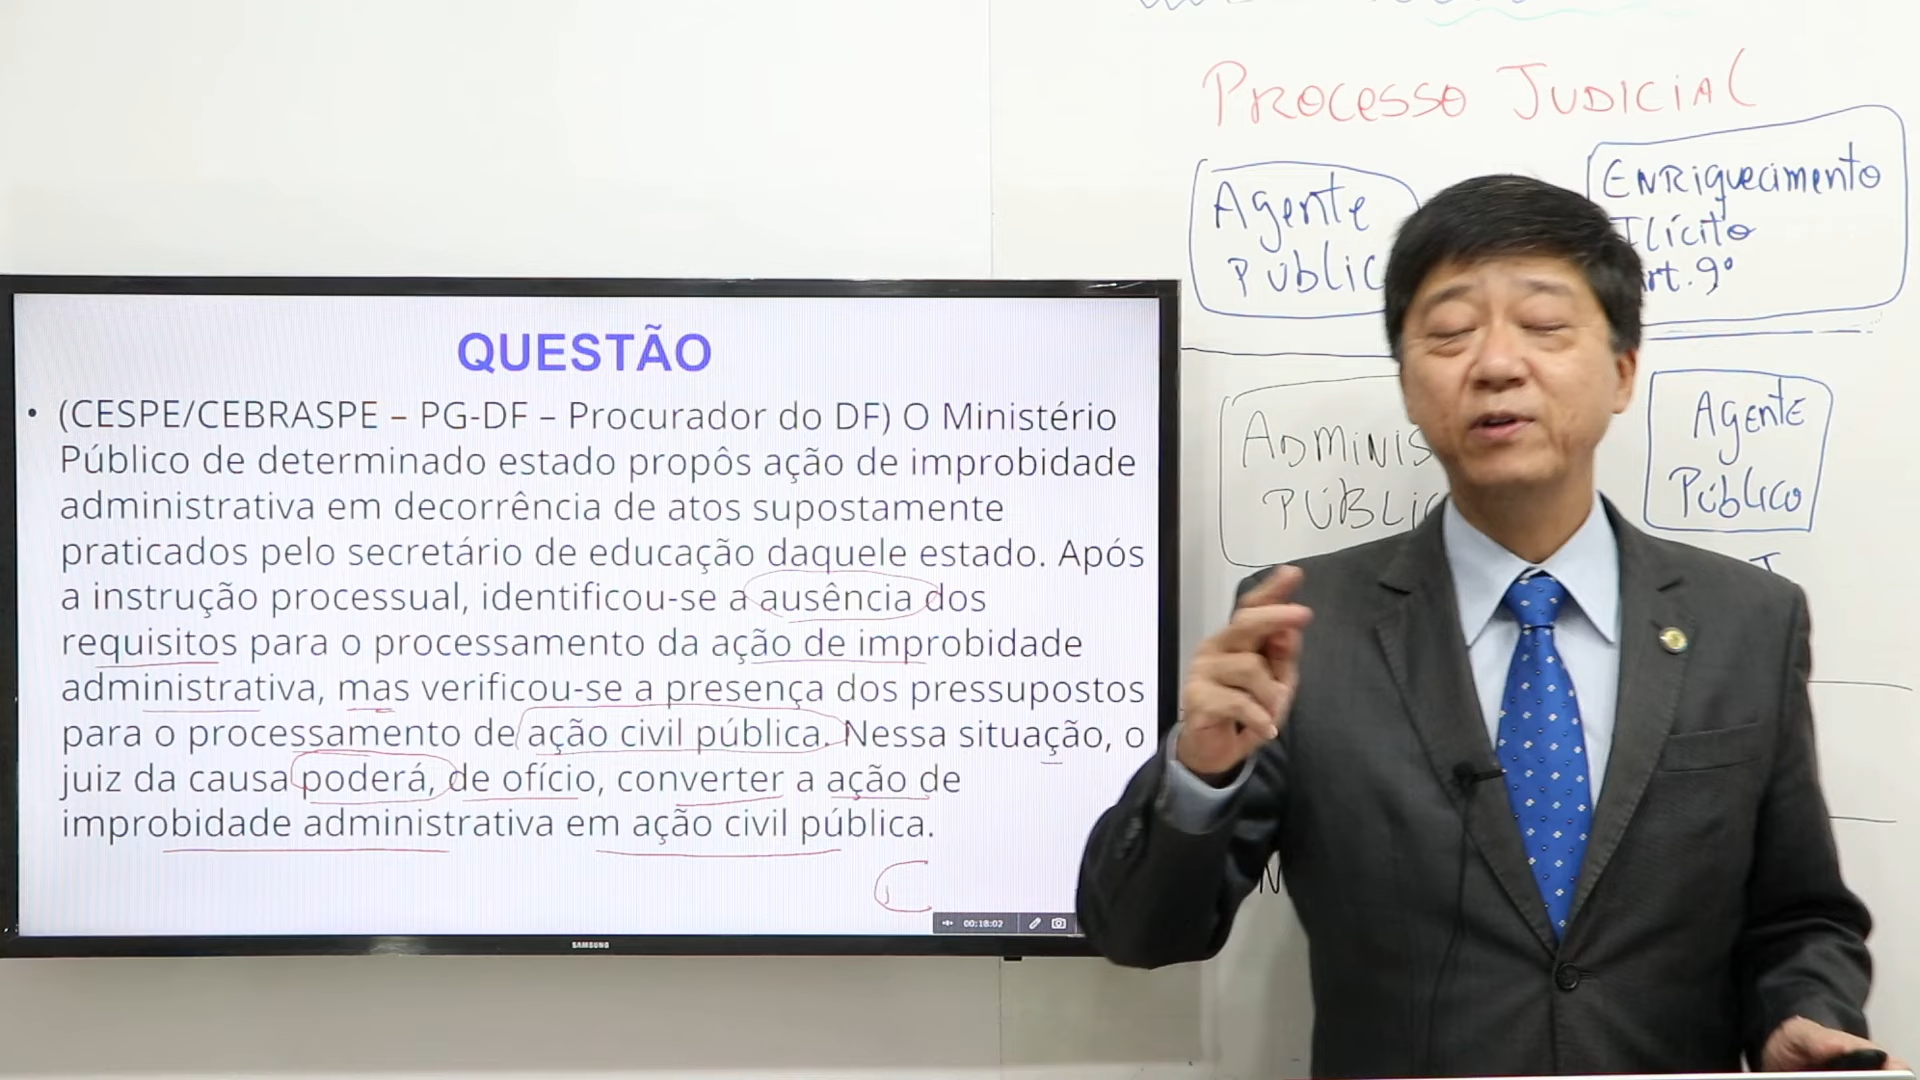 PROCESSO JUDICIAL
Agente
PÚBLIC
ENRiquecimento
Ilícito
Art. 9º
ADMINIS
PÚBLIC
AGENTE
PúbLico
QUESTÃO
• (CESPE/CEBRASPE – PG-DF – Procurador do DF) O Ministério
Público de determinado estado propôs ação de improbidade
administrativa em decorrência de atos supostamente
praticados pelo secretário de educação daquele estado. Após
a instrução processual, identificou-se a ausência dos
requisitos para o processamento da ação de improbidade
administrativa, mas verificou-se a presença dos pressupostos
para o processamento de ação civil pública. Nessa situação, o
juiz da causa poderá, de ofício, converter a ação de
improbidade administrativa em ação civil pública.
C
00:18:02
SAMSUNG